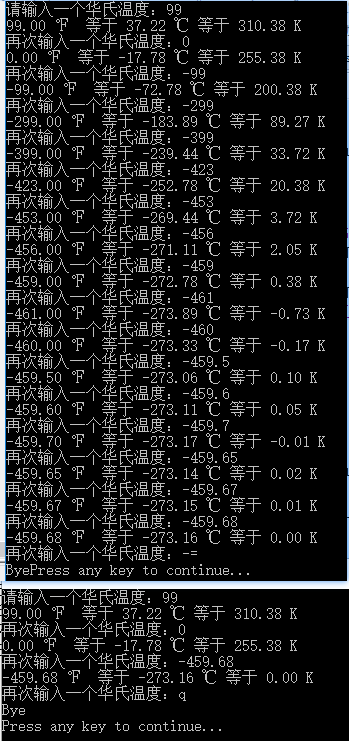 请输入一个华氏温度：99
99.00 ℉  等于 37.22 ℃ 等于 310.38 K
再次输入一个华氏温度：0
0.00 ℉  等于 -17.78 ℃ 等于 255.38 K
再次输入一个华氏温度：-99
-99.00 ℉  等于 -72.78 ℃ 等于 200.38 K
再次输入一个华氏温度：-299
-299.00 ℉  等于 -183.89 ℃ 等于 89.27 K
再次输入一个华氏温度：-399
-399.00 ℉  等于 -239.44 ℃ 等于 33.72 K
再次输入一个华氏温度：-423
-423.00 ℉  等于 -252.78 ℃ 等于 20.38 K
再次输入一个华氏温度：-453
-453.00 ℉  等于 -269.44 ℃ 等于 3.72 K
再次输入一个华氏温度：-456
-456.00 ℉  等于 -271.11 ℃ 等于 2.05 K
再次输入一个华氏温度：-459
-459.00 ℉  等于 -272.78 ℃ 等于 0.38 K
再次输入一个华氏温度：-461
-461.00 ℉  等于 -273.89 ℃ 等于 -0.73 K
再次输入一个华氏温度：-460
-460.00 ℉  等于 -273.33 ℃ 等于 -0.17 K
再次输入一个华氏温度：-459.5
-459.50 ℉  等于 -273.06 ℃ 等于 0.10 K
再次输入一个华氏温度：-459.6
-459.60 ℉  等于 -273.11 ℃ 等于 0.05 K
再次输入一个华氏温度：-459.7
-459.70 ℉  等于 -273.17 ℃ 等于 -0.01 K
再次输入一个华氏温度：-459.65
-459.65 ℉  等于 -273.14 ℃ 等于 0.02 K
再次输入一个华氏温度：-459.67
-459.67 ℉  等于 -273.15 ℃ 等于 0.01 K
再次输入一个华氏温度：-459.68
-459.68 ℉  等于 -273.16 ℃ 等于 0.00 K
再次输入一个华氏温度：-=
ByePress any key to continue...
请输入一个华氏温度：99
99.00 ℉  等于 37.22 ℃ 等于 310.38 K
再次输入一个华氏温度：0
0.00 ℉  等于 -17.78 ℃ 等于 255.38 K
再次输入一个华氏温度：-459.68
-459.68 ℉  等于 -273.16 ℃ 等于 0.00 K
再次输入一个华氏温度：q
Bye
Press any key to continue...